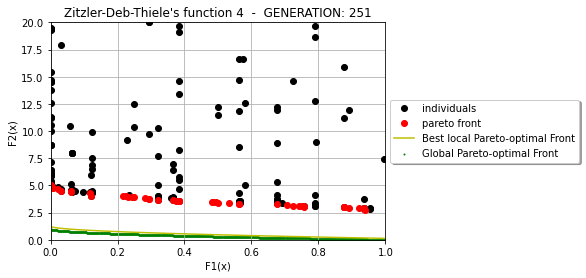 Zitzler-Deb-Thiele's function 4 - GENERATION: 251
20.0
17.5
15.0
12.5
10.0
7.5
5.0
2.5
0.0
F2(x)
0.0 0.2 0.4 0.6 0.8 1.0
F1(x)
individuals
pareto front
Best local Pareto-optimal Front
Global Pareto-optimal Front